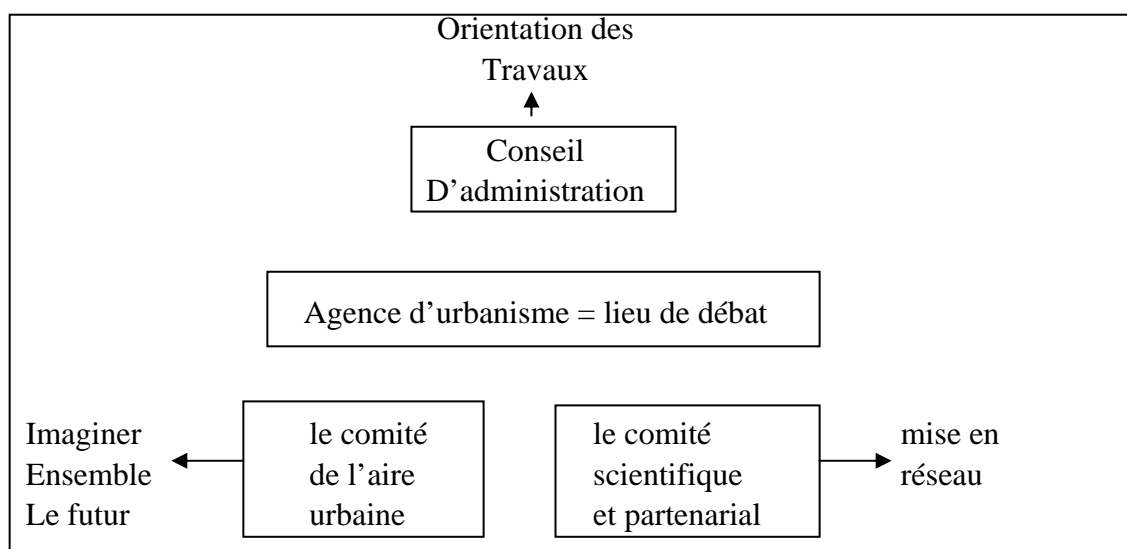 Orientation des
Travaux
Conseil
D’administration
Agence d’urbanisme = lieu de débat
Imaginer
Ensemble
Le futur
le comité
de l’aire
urbaine
le comité
scientifique
et partenarial
mise en
réseau